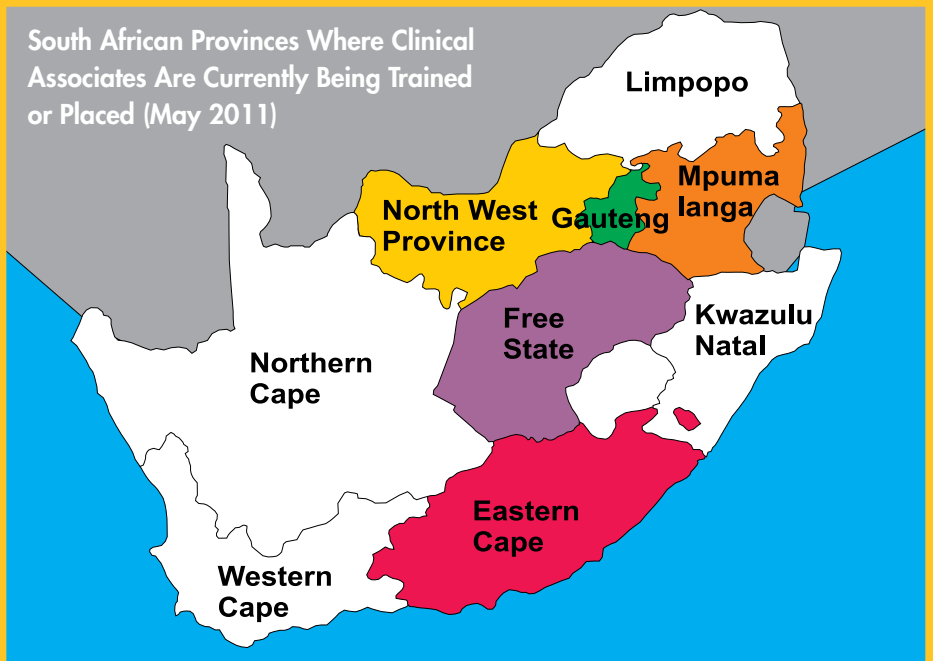 South African Provinces Where Clinical
Associates Are Currently Being Trained
or Placed (May 2011)
Limpopo
Mpuma
langa
North West
Province
Gauteng
Free
State
Kwazulu
Natal
Northern
Cape
Eastern
Cape
Western
Cape